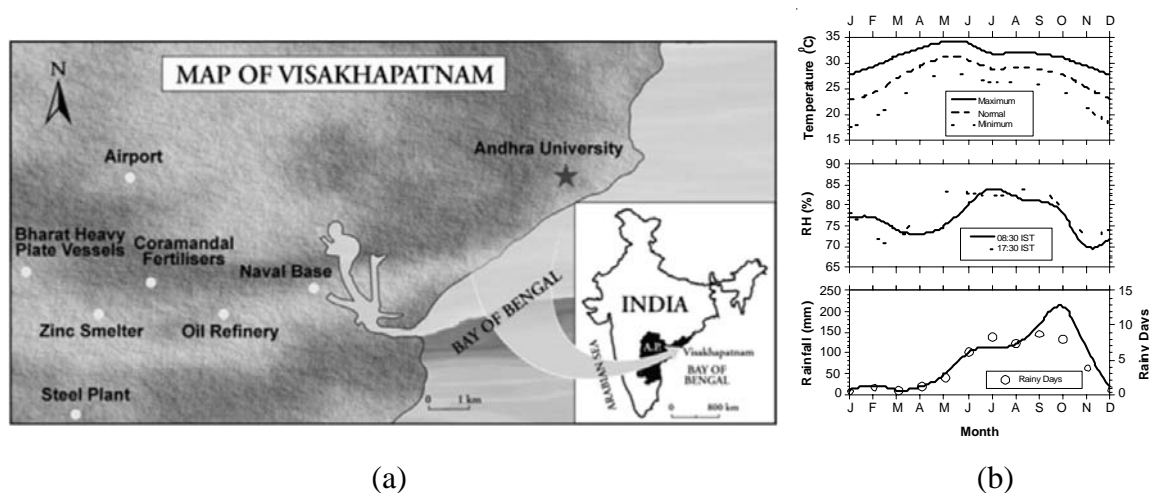 MAP OF VISAKHAPATNAM
N
Andhra University
Airport
Bharat Heavy
Plate Vessels
Coramandal
Fertilisers
Naval Base
Zinc Smelter
Oil Refinery
Steel Plant
BAY OF BENGAL
0 1 km
INDIA
A.P.
Visakhapatnam
BAY OF
BENGAL
ARABIAN SEA
0 800 km
(a)
J F M A M J J A S O N D
Temperature (⁰C)
35
30
25
20
15
Maximum
Normal
Minimum
RH (%)
90
85
80
75
70
65
08:30 IST
17:30 IST
Rainfall (mm)
250
200
150
100
50
0
Rainy Days
15
10
5
0
Rainy Days
J F M A M J J A S O N D
Month
(b)